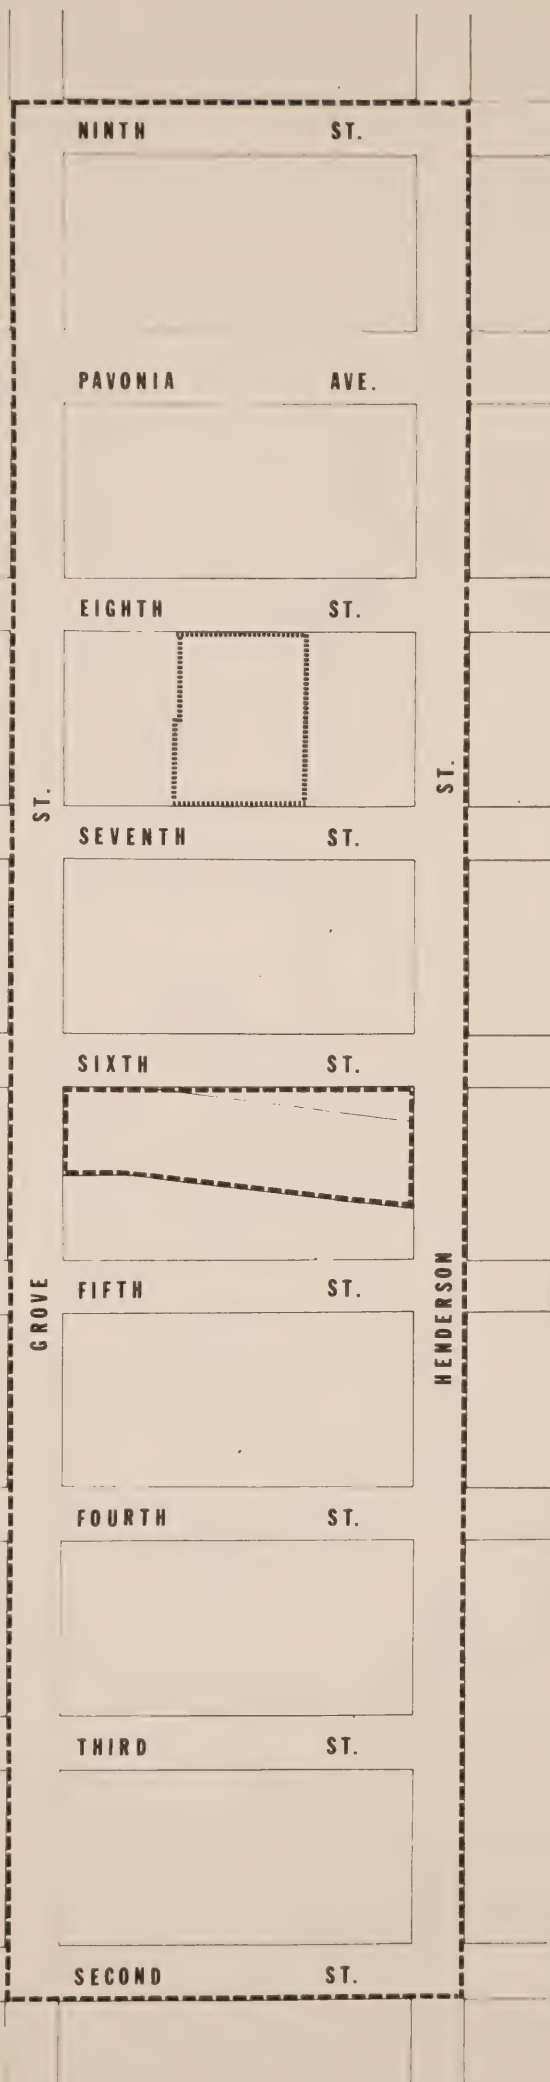 NINTH ST.
PAVONIA AVE.
EIGHTH ST.
GROVE ST.
HENDERSON ST.
SEVENTH ST.
SIXTH ST.
FIFTH ST.
FOURTH ST.
THIRD ST.
SECOND ST.